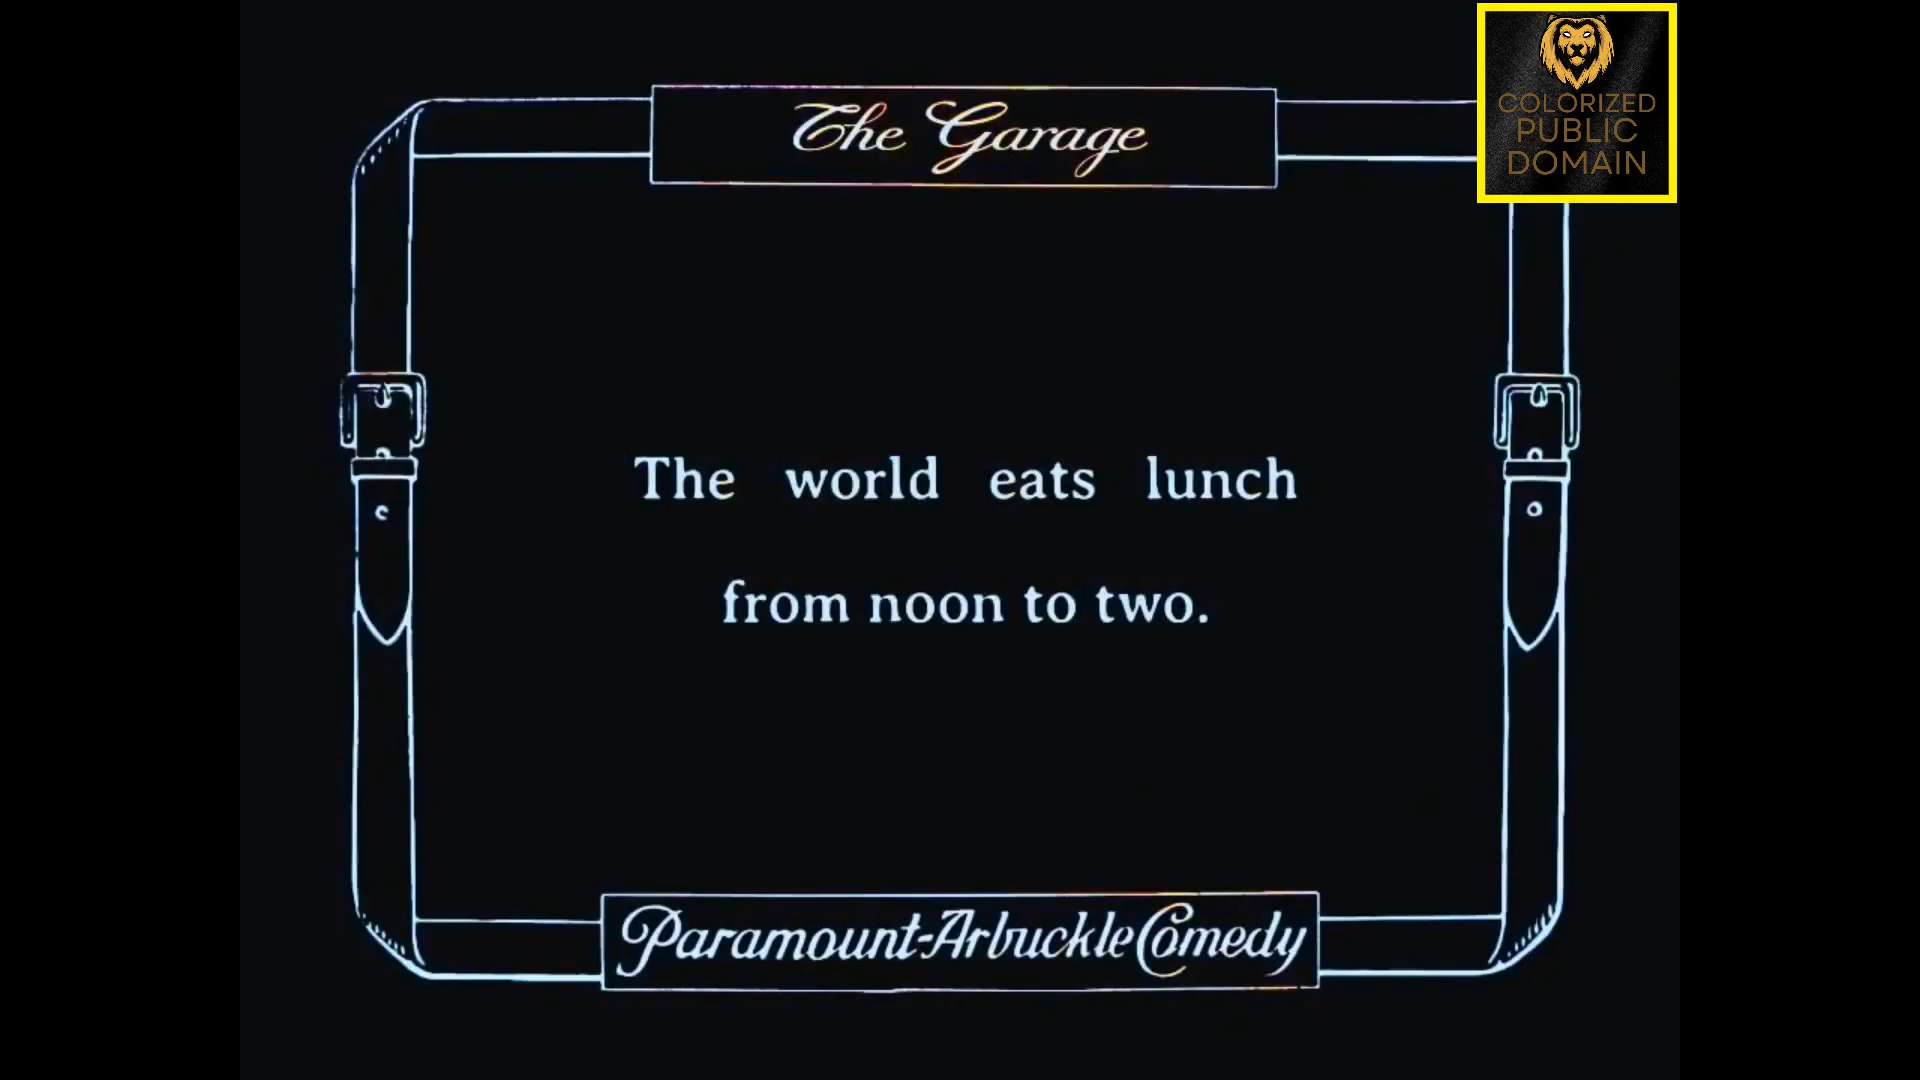 The Garage
COLORIZED
PUBLIC
DOMAIN
The world eats lunch
from noon to two.
Paramount-Arbuckle Comedy